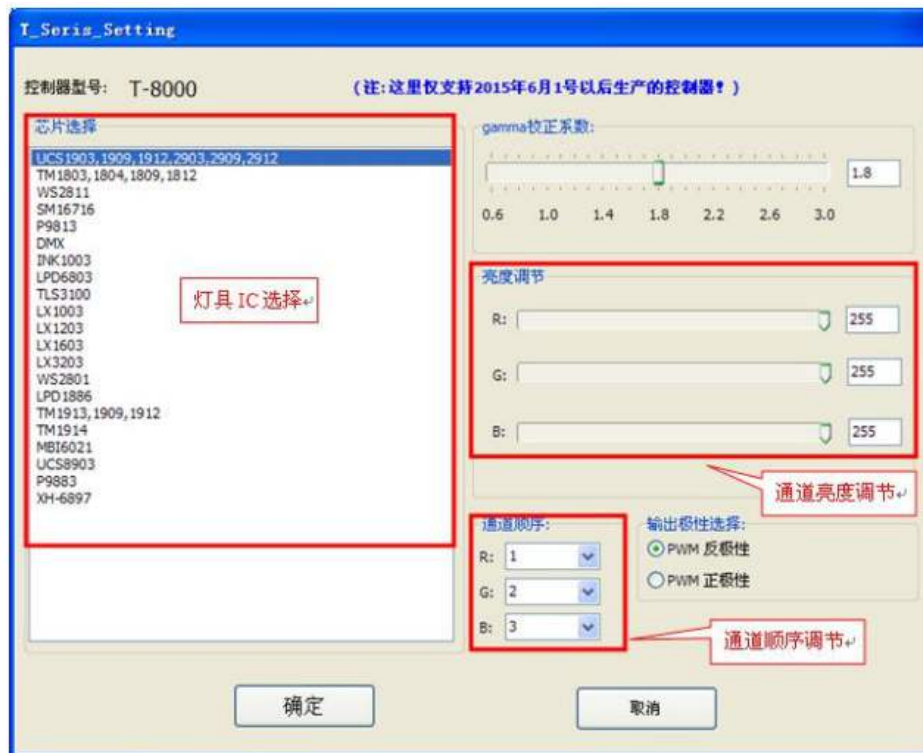 T_Seris_Setting
控制器型号: T-8000 (注:这里仅支持2015年6月1号以后生产的控制器! )
芯片选择
UCS1903,1909,1912,2903,2909,2912
TM1803,1804,1809,1812
WS2811
SM16716
P9813
DMX
INK1003
LPD6803
TLS3100
LX1003
LX1203
LX1603
LX3203
WS2801
LPD1886
TM1913,1909,1912
TM1914
MBI6021
UCS8903
P9883
XH-6897
灯具 IC 选择
gamma校正系数:
1.8
0.6 1.0 1.4 1.8 2.2 2.6 3.0
亮度调节
R: 255
G: 255
B: 255
通道亮度调节
通道顺序:
R: 1
G: 2
B: 3
输出极性选择:
PWM 反极性
PWM 正极性
通道顺序调节
确定
取消